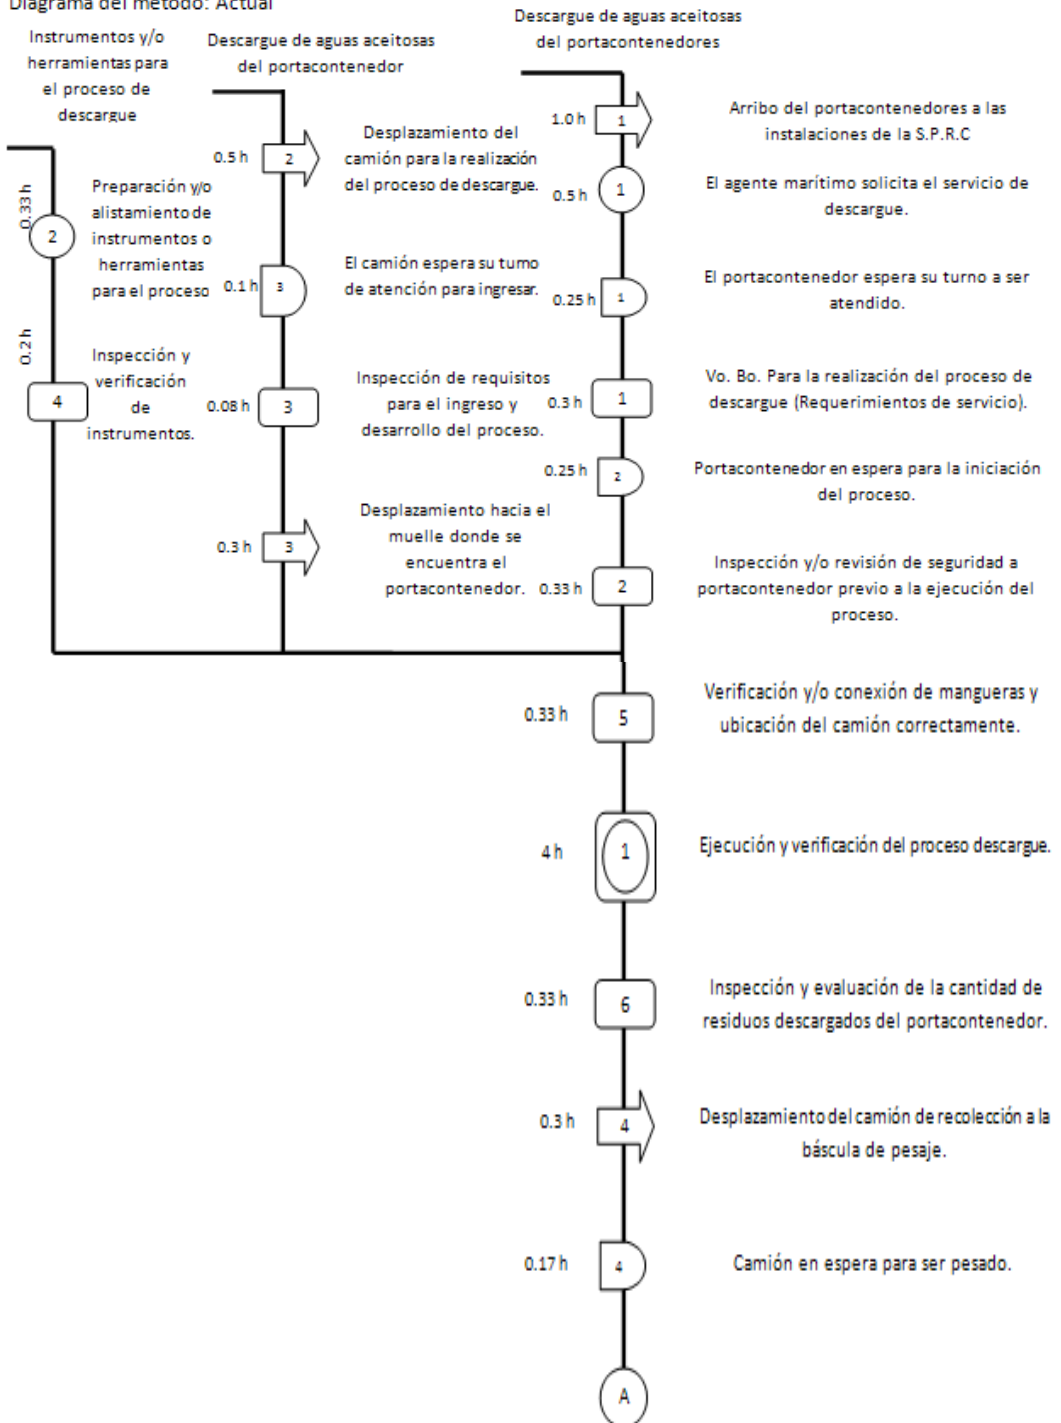 Diagrama del metodo: Actual
Instrumentos y/o
herramientas para
el proceso de
descargue
Descargue de aguas aceitosas
del portacontenedor
Descargue de aguas aceitosas
del portacontenedores
0.33 h
2
Preparación y/o
alistamiento de
instrumentos o
herramientas
para el proceso
0.2 h
4
Inspección y
verificación
de
instrumentos.
0.5 h
2
Desplazamiento del
camión para la realización
del proceso de descargue.
0.1 h
3
El camión espera su turno
de atención para ingresar.
0.08 h
3
Inspección de requisitos
para el ingreso y
desarrollo del proceso.
0.3 h
3
Desplazamiento hacia el
muelle donde se
encuentra el
portacontenedor.
1.0 h
1
Arribo del portacontenedores a las
instalaciones de la S.P.R.C
0.5 h
1
El agente marítimo solicita el servicio de
descargue.
0.25 h
1
El portacontenedor espera su turno a ser
atendido.
0.3 h
1
Vo. Bo. Para la realización del proceso de
descargue (Requerimientos de servicio).
0.25 h
2
Portacontenedor en espera para la iniciación
del proceso.
0.33 h
2
Inspección y/o revisión de seguridad a
portacontenedor previo a la ejecución del
proceso.
0.33 h
5
Verificación y/o conexión de mangueras y
ubicación del camión correctamente.
4 h
1
Ejecución y verificación del proceso descargue.
0.33 h
6
Inspección y evaluación de la cantidad de
residuos descargados del portacontenedor.
0.3 h
4
Desplazamiento del camión de recolección a la
báscula de pesaje.
0.17 h
4
Camión en espera para ser pesado.
A